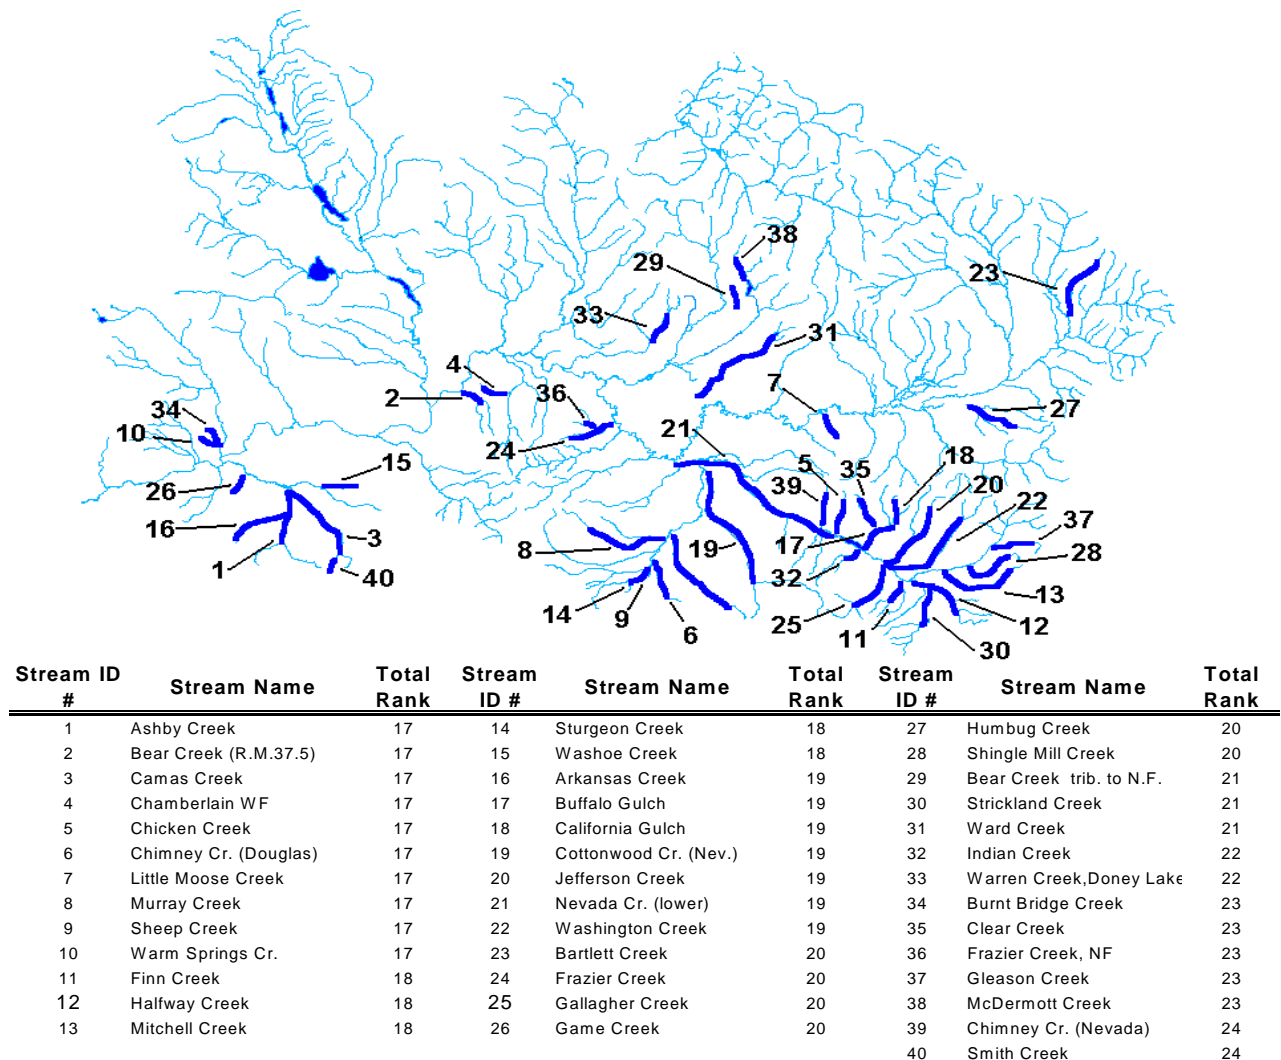 38
29
23
33
31
4
7
2
36
34
27
10
21
24
18
15
5
35
20
26
39
22
16
37
3
8
19
17
28
1
40
32
13
14
9
25
12
6
11
30
Stream ID # Stream Name Total Rank Stream ID # Stream Name Total Rank Stream ID # Stream Name Total Rank
1 Ashby Creek 17 14 Sturgeon Creek 18 27 Humbug Creek 20
2 Bear Creek (R.M.37.5) 17 15 Washoe Creek 18 28 Shingle Mill Creek 20
3 Camas Creek 17 16 Arkansas Creek 19 29 Bear Creek trib. to N.F. 21
4 Chamberlain WF 17 17 Buffalo Gulch 19 30 Strickland Creek 21
5 Chicken Creek 17 18 California Gulch 19 31 Ward Creek 21
6 Chimney Cr. (Douglas) 17 19 Cottonwood Cr. (Nev.) 19 32 Indian Creek 22
7 Little Moose Creek 17 20 Jefferson Creek 19 33 Warren Creek,Doney Lake 22
8 Murray Creek 17 21 Nevada Cr. (lower) 19 34 Burnt Bridge Creek 23
9 Sheep Creek 17 22 Washington Creek 19 35 Clear Creek 23
10 Warm Springs Cr. 17 23 Bartlett Creek 20 36 Frazier Creek, NF 23
11 Finn Creek 18 24 Frazier Creek 20 37 Gleason Creek 23
12 Halfway Creek 18 25 Gallagher Creek 20 38 McDermott Creek 23
13 Mitchell Creek 18 26 Game Creek 20 39 Chimney Cr. (Nevada) 24
40 Smith Creek 24